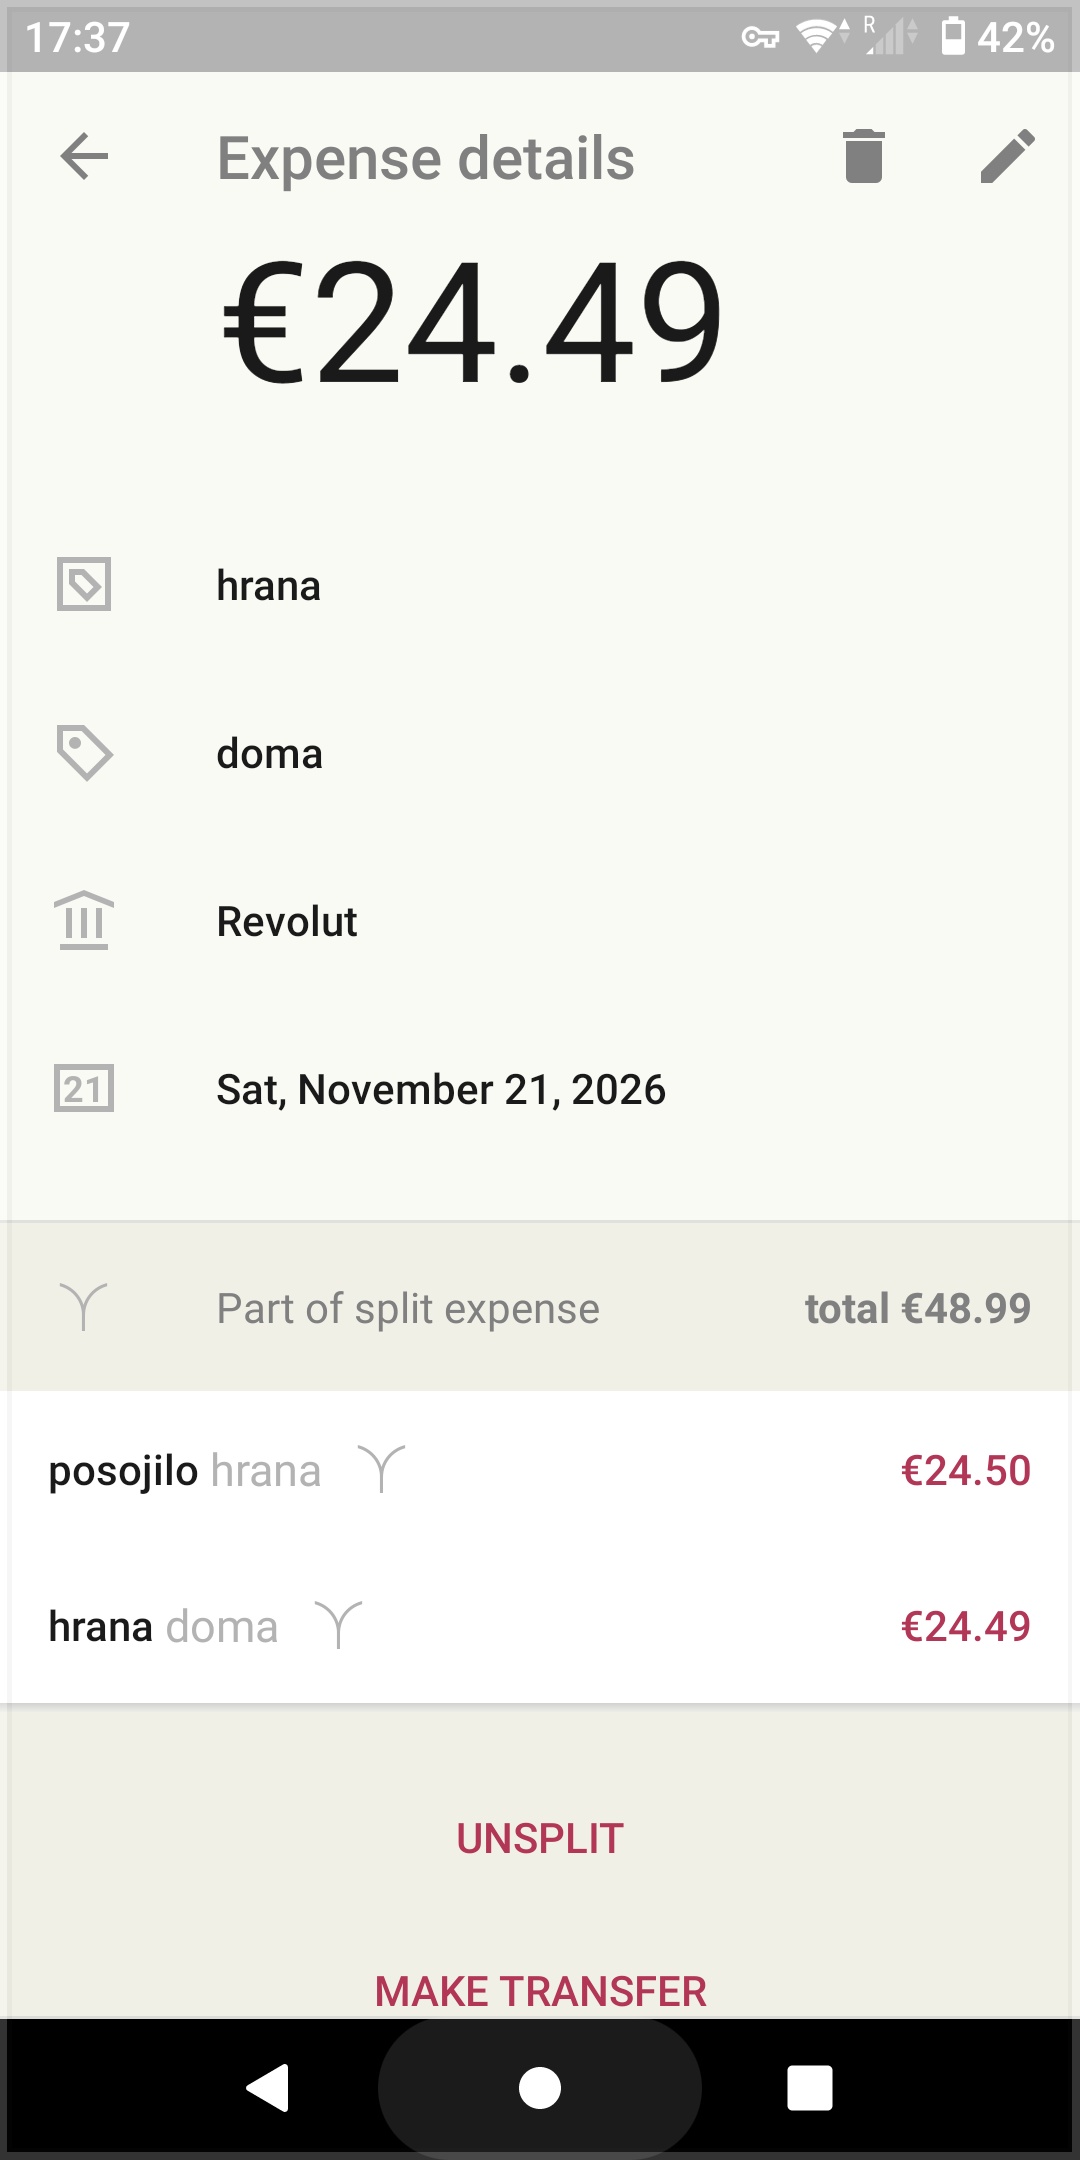 17:37 R 42%
Expense details
€24.49
hrana
doma
Revolut
21 Sat, November 21, 2026
Part of split expense total €48.99
posojilo hrana €24.50
hrana doma €24.49
UNSPLIT
MAKE TRANSFER